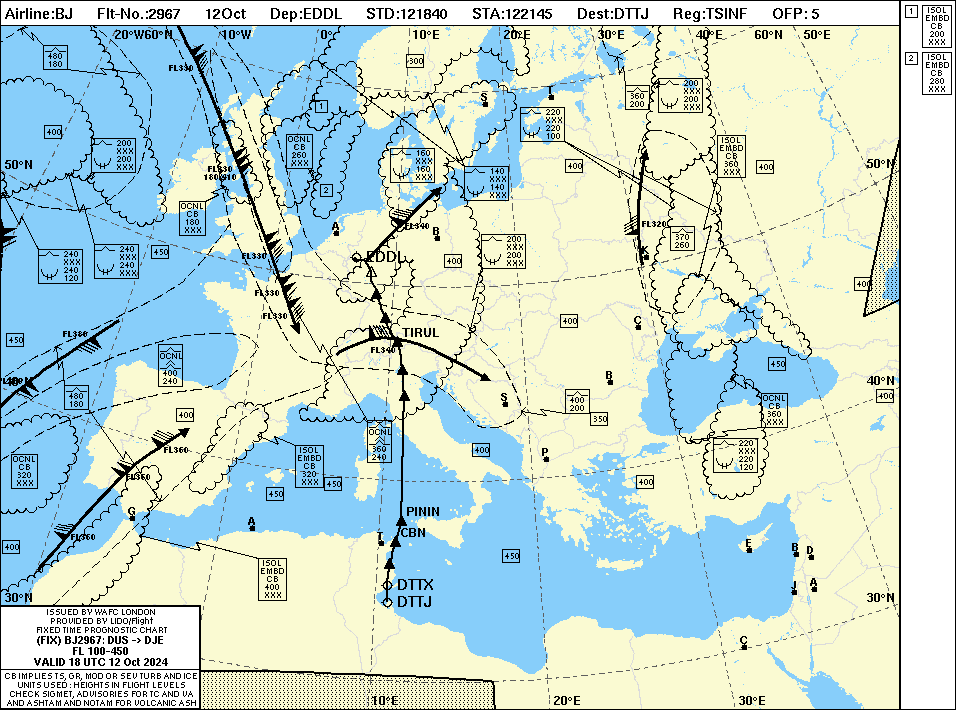 Airline:BJ Flt-No.:2967 12Oct Dep:EDDL STD:121840 STA:122145 Dest:DTTJ Reg:TSINF OFP: 5
20°W60°N 10°W 0° 10°E 20°E 30°E 40°E 60°N 50°E
1
ISOL
EMBD
CB
200
XXX
2
ISOL
EMBD
CB
280
XXX
480
180
FL330
300
S
T
360
200
200
XXX
200
XXX
1
400
200
XXX
200
XXX
OCNL
CB
260
XXX
220
XXX
220
100
160
XXX
160
XXX
ISOL
EMBD
CB
360
XXX
50°N
50°N
FL330
180/410
140
XXX
140
XXX
400
400
2
OCNL
CB
180
XXX
A
FL340
B
FL320
370
260
240
XXX
240
120
240
XXX
240
XXX
450
FL330
EDDL
400
200
XXX
200
XXX
K
400
FL330
FL330
400
C
FL380
450
TIRUL
FL340
OCNL
400
240
450
40°N
B
480
180
S
400
200
350
OCNL
CB
360
XXX
400
400
OCNL
360
240
FL360
FL360
OCNL
CB
320
XXX
ISOL
EMBD
CB
320
XXX
450
450
400
P
220
XXX
220
120
400
G
A
PININ
CBN
T
FL360
400
450
E
B
D
ISOL
EMBD
CB
400
XXX
DTTX
DTTJ
J
A
30°N
30°N
C
ISSUED BY WAFC LONDON
PROVIDED BY LIDO/Flight
FIXED TIME PROGNOSTIC CHART
(FIX) BJ2967: DUS -> DJE
FL 100-450
VALID 18 UTC 12 Oct 2024
CB IMPLIES TS, GR, MOD OR SEV TURB AND ICE
UNITS USED : HEIGHTS IN FLIGHT LEVELS
CHECK SIGMET, ADVISORIES FOR TC AND VA
AND ASHTAM AND NOTAM FOR VOLCANIC ASH
10°E 20°E 30°E